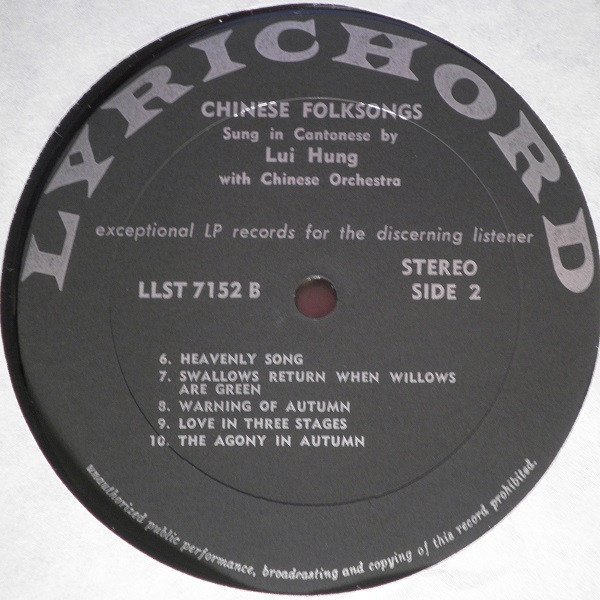 LYRICHORD
CHINESE FOLKSONGS
Sung in Cantonese by
Lui Hung
with Chinese Orchestra
exceptional LP records for the discerning listener
LLST 7152 B
STEREO
SIDE 2
6. HEAVENLY SONG
7. SWALLOWS RETURN WHEN WILLOWS
ARE GREEN
8. WARNING OF AUTUMN
9. LOVE IN THREE STAGES
10. THE AGONY IN AUTUMN
unauthorized public performance, broadcasting and copying of this record prohibited.